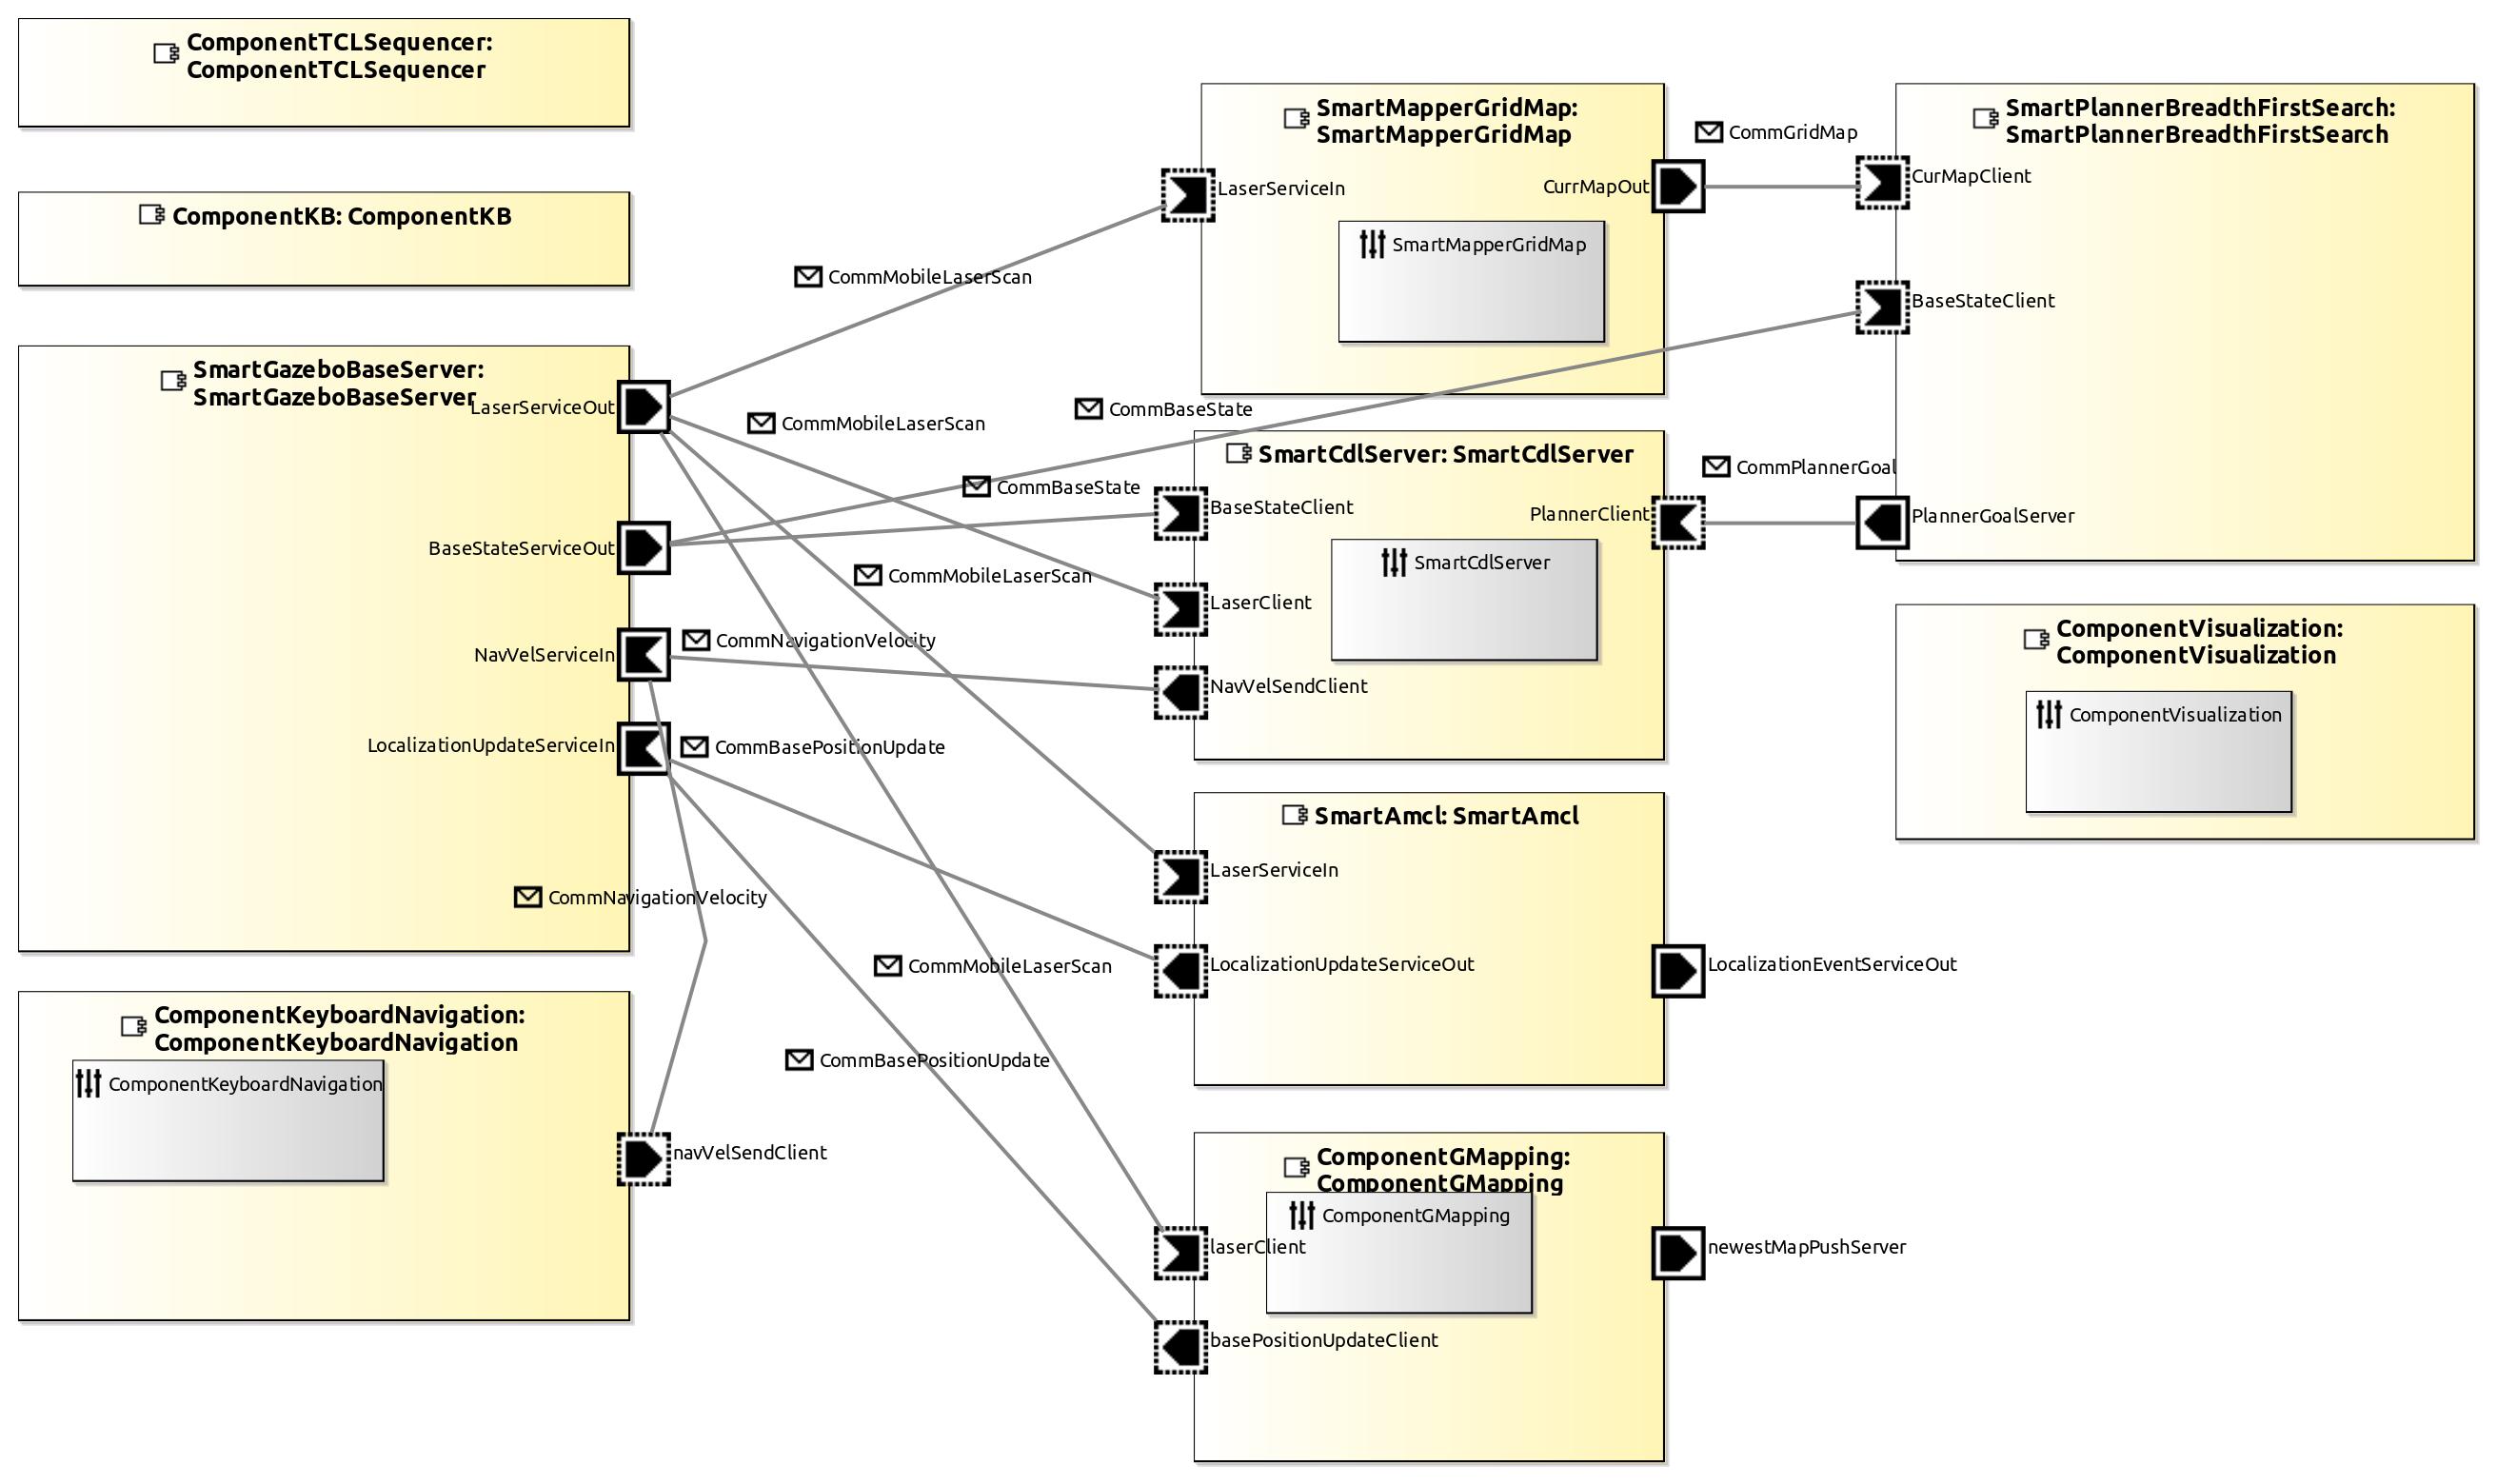 ComponentTCLSequencer:
ComponentTCLSequencer
ComponentKB: ComponentKB
SmartGazeboBaseServer:
SmartGazeboBaseServer
LaserServiceOut
BaseStateServiceOut
NavVelServiceIn
LocalizationUpdateServiceIn
ComponentKeyboardNavigation:
ComponentKeyboardNavigation
ComponentKeyboardNavigation
navVelSendClient
CommMobileLaserScan
CommMobileLaserScan
CommBaseState
CommBaseState
CommMobileLaserScan
CommNavigationVelocity
CommBasePositionUpdate
CommNavigationVelocity
CommMobileLaserScan
CommBasePositionUpdate
SmartMapperGridMap:
SmartMapperGridMap
LaserServiceIn
CurrMapOut
SmartMapperGridMap
SmartCdlServer: SmartCdlServer
BaseStateClient
PlannerClient
SmartCdlServer
LaserClient
NavVelSendClient
SmartAmcl: SmartAmcl
LaserServiceIn
LocalizationUpdateServiceOut
LocalizationEventServiceOut
ComponentGMapping:
ComponentGMapping
ComponentGMapping
laserClient
newestMapPushServer
basePositionUpdateClient
CommGridMap
CommPlannerGoal
SmartPlannerBreadthFirstSearch:
SmartPlannerBreadthFirstSearch
CurMapClient
BaseStateClient
PlannerGoalServer
ComponentVisualization:
ComponentVisualization
ComponentVisualization